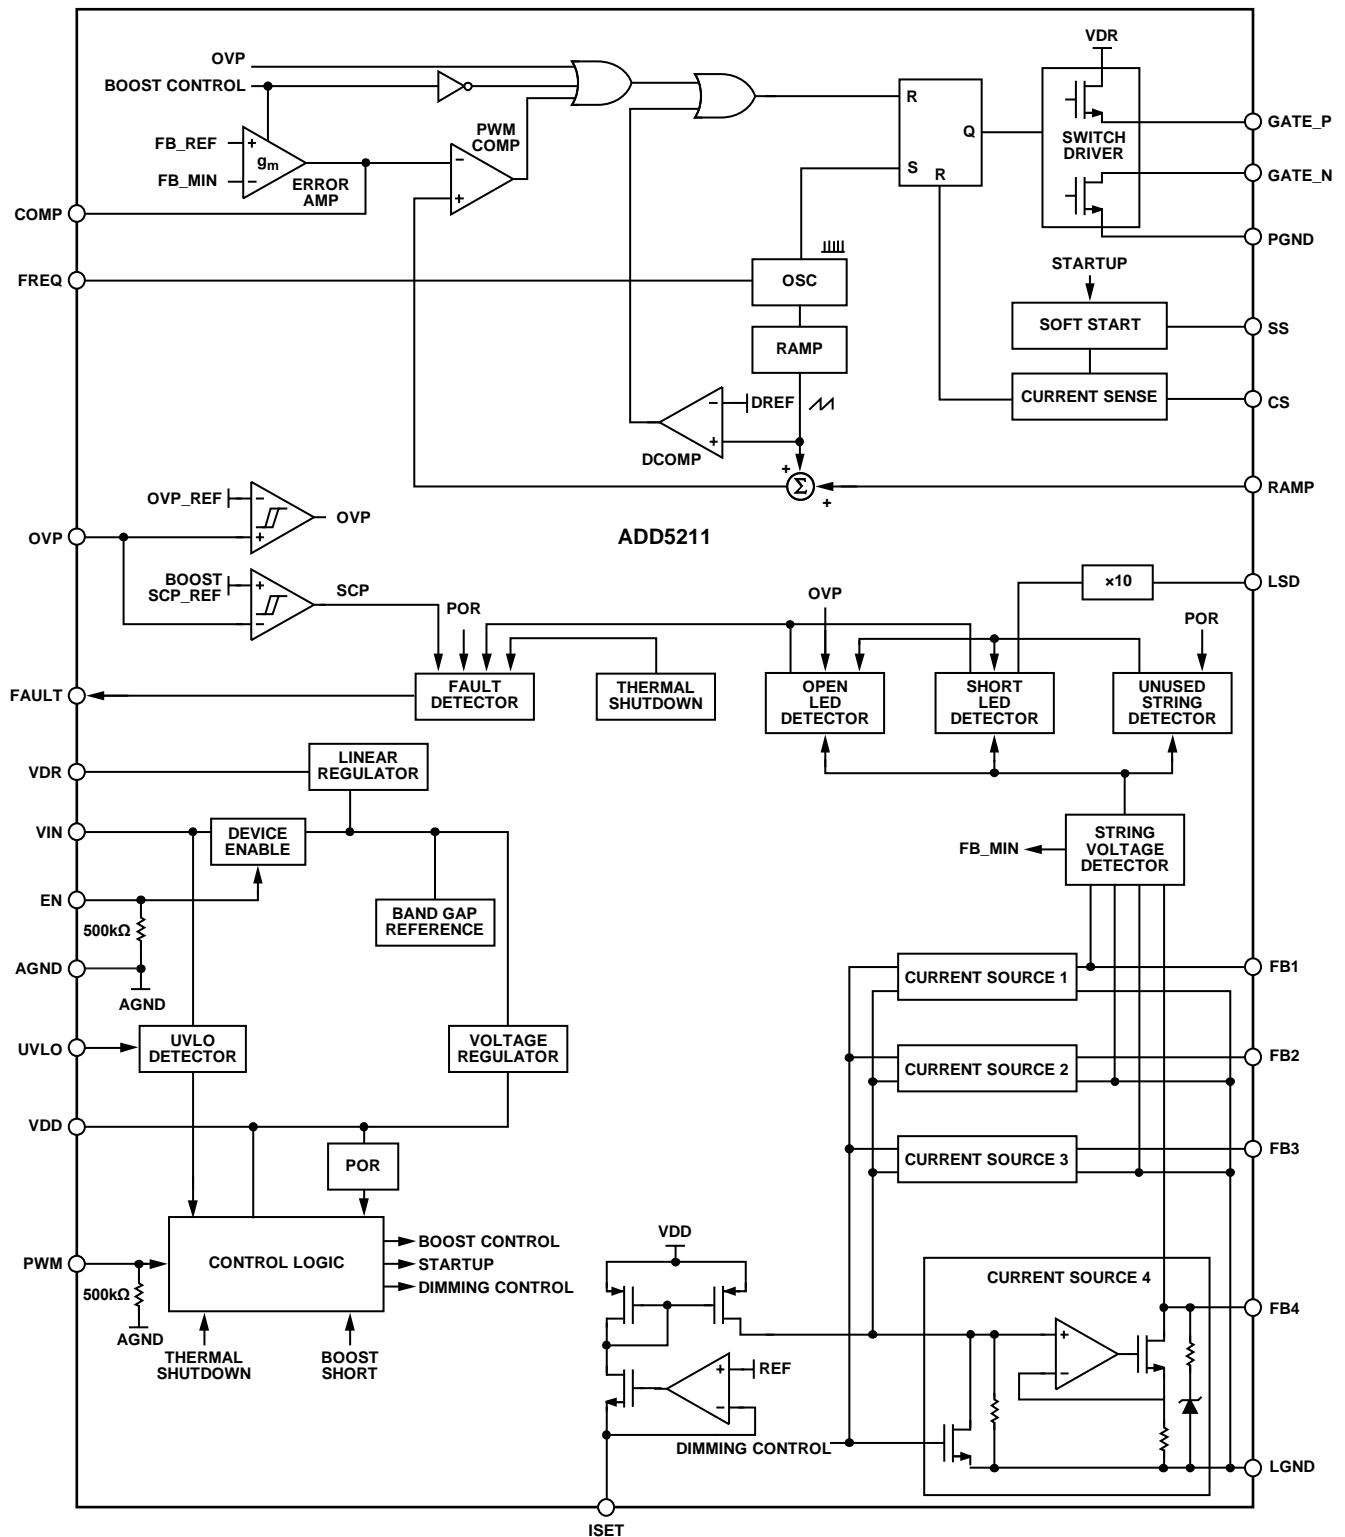 VDR
OVP
BOOST CONTROL
R
Q
S
R
SWITCH
DRIVER
GATE_P
FB_REF
+
gm
FB_MIN
−
ERROR
AMP
PWM
COMP
−
+
GATE_N
COMP
PGND
STARTUP
FREQ
OSC
SOFT START
SS
RAMP
CURRENT SENSE
CS
−
DREF
+
DCOMP
+
Σ
+
RAMP
OVP_REF
−
+
OVP
OVP
ADD5211
BOOST
SCP_REF
+
−
SCP
POR
OVP
×10
LSD
POR
FAULT
FAULT
DETECTOR
THERMAL
SHUTDOWN
OPEN
LED
DETECTOR
SHORT
LED
DETECTOR
UNUSED
STRING
DETECTOR
VDR
LINEAR
REGULATOR
VIN
DEVICE
ENABLE
FB_MIN
STRING
VOLTAGE
DETECTOR
EN
500kΩ
BAND GAP
REFERENCE
AGND
AGND
CURRENT SOURCE 1
FB1
UVLO
UVLO
DETECTOR
VOLTAGE
REGULATOR
CURRENT SOURCE 2
FB2
VDD
POR
CURRENT SOURCE 3
FB3
PWM
500kΩ
AGND
CONTROL LOGIC
BOOST CONTROL
STARTUP
DIMMING CONTROL
THERMAL
SHUTDOWN
BOOST
SHORT
VDD
CURRENT SOURCE 4
FB4
+
−
+
REF
−
DIMMING CONTROL
LGND
ISET